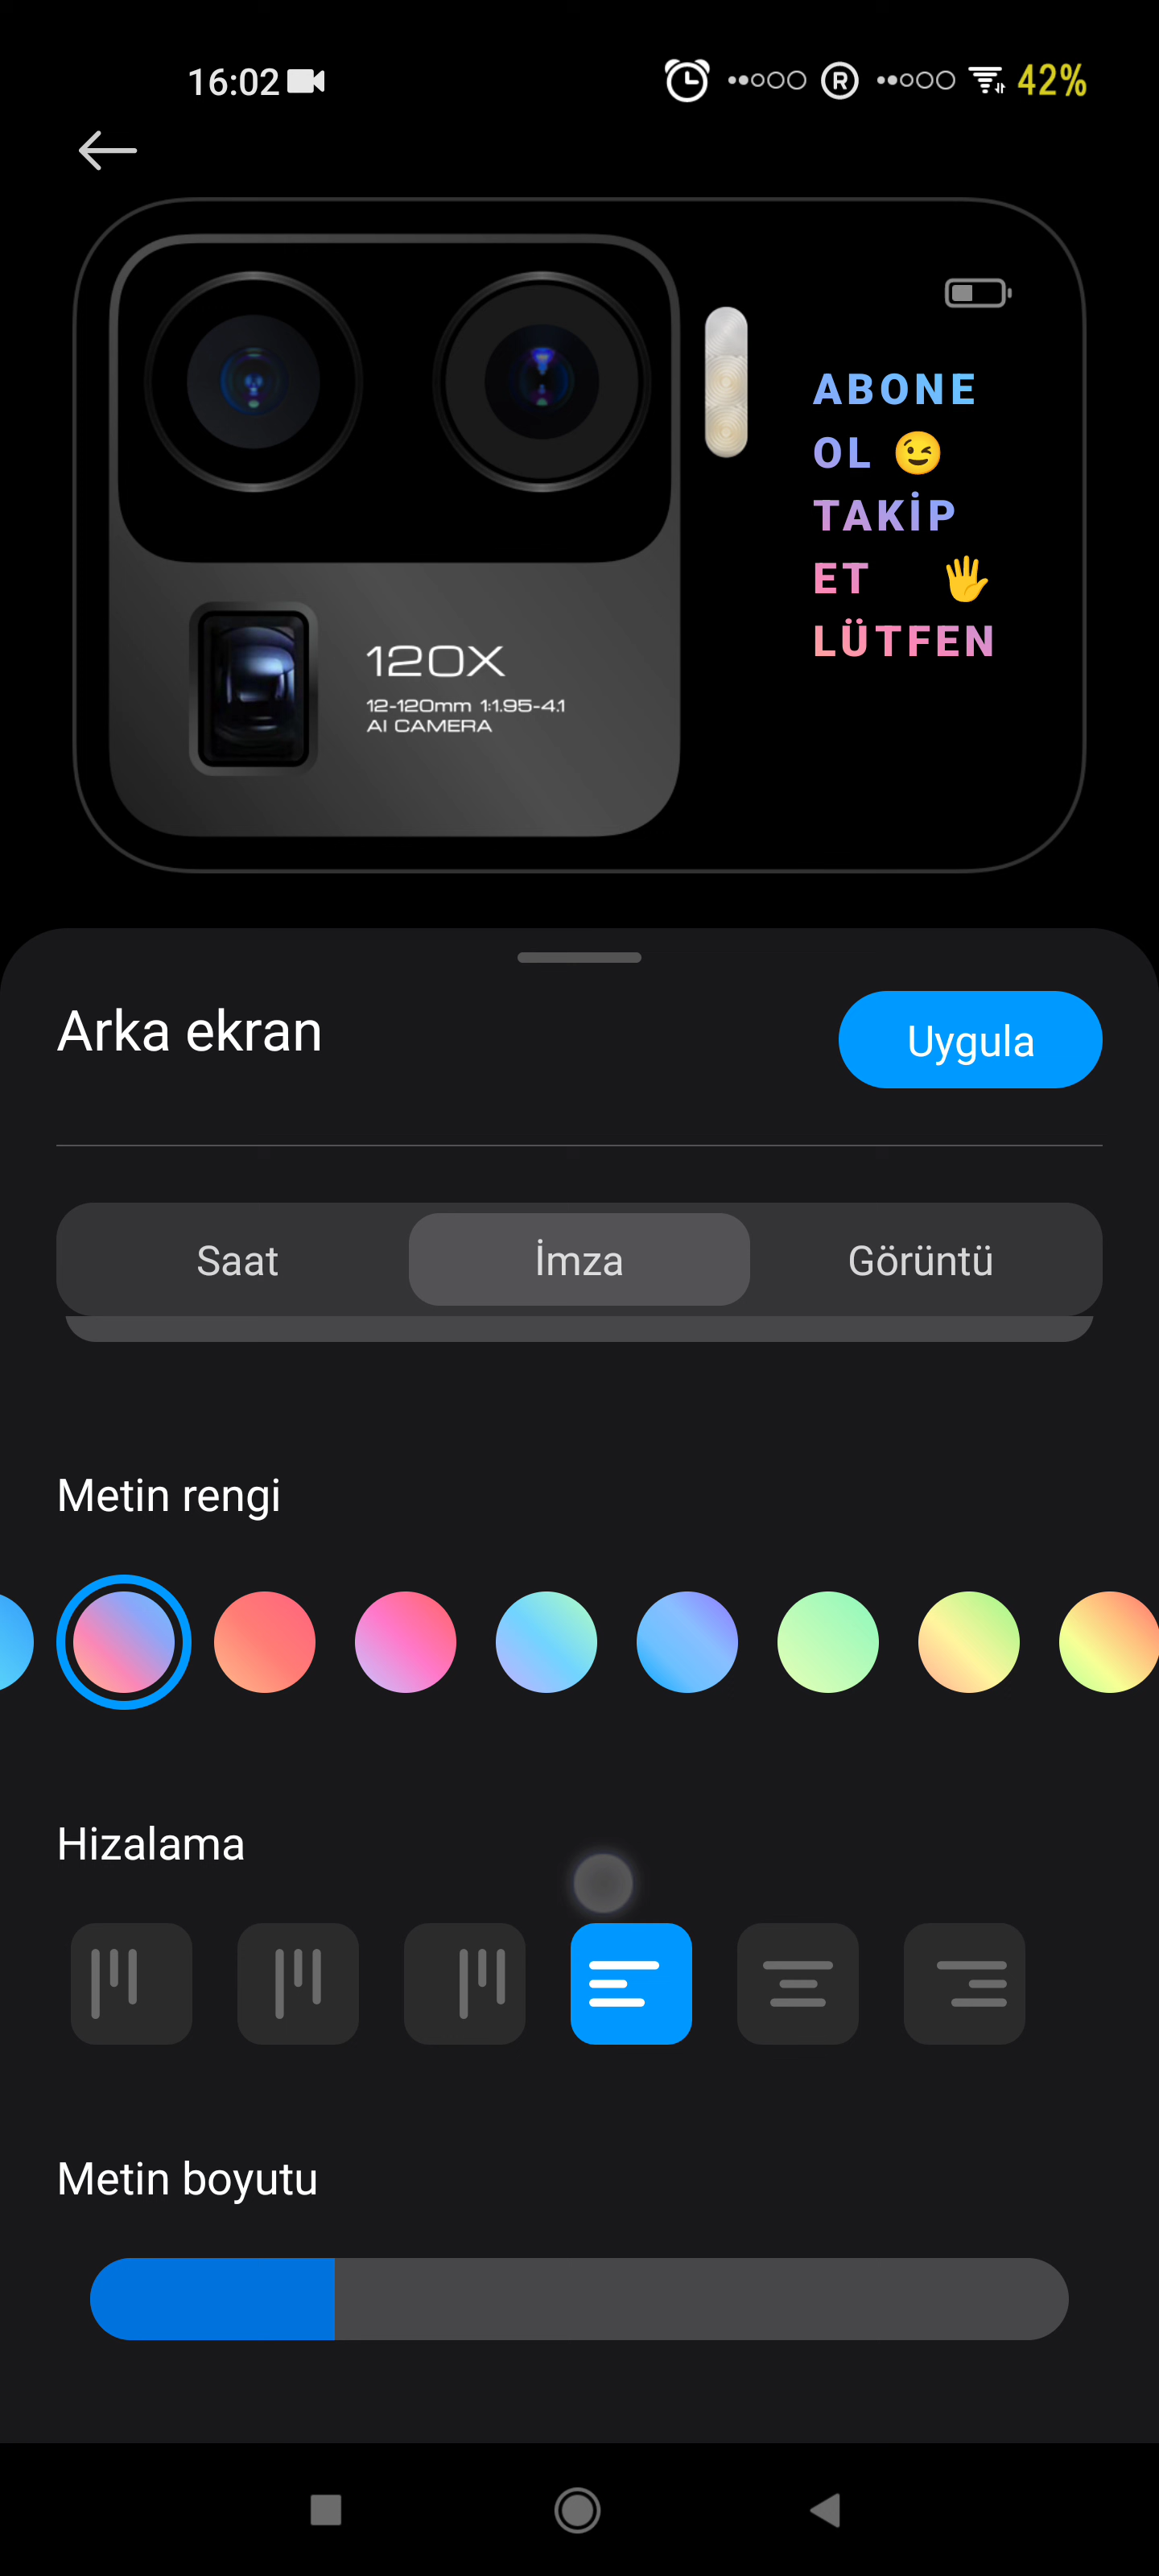 16:02
42%
ABONE
OL 😉
TAKİP
ET 🖐
LÜTFEN
120X
12-120mm 1:1.95-4.1
AI CAMERA
Arka ekran
Uygula
Saat
İmza
Görüntü
Metin rengi
Hizalama
Metin boyutu